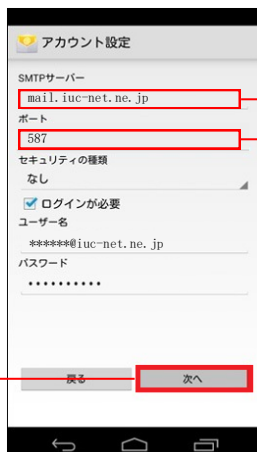 アカウント設定
SMTPサーバー
mail.iuc-net.ne.jp
ポート
587
セキュリティの種類
なし
ログインが必要
ユーザー名
******@iuc-net.ne.jp
パスワード
••••••••••
戻る
次へ